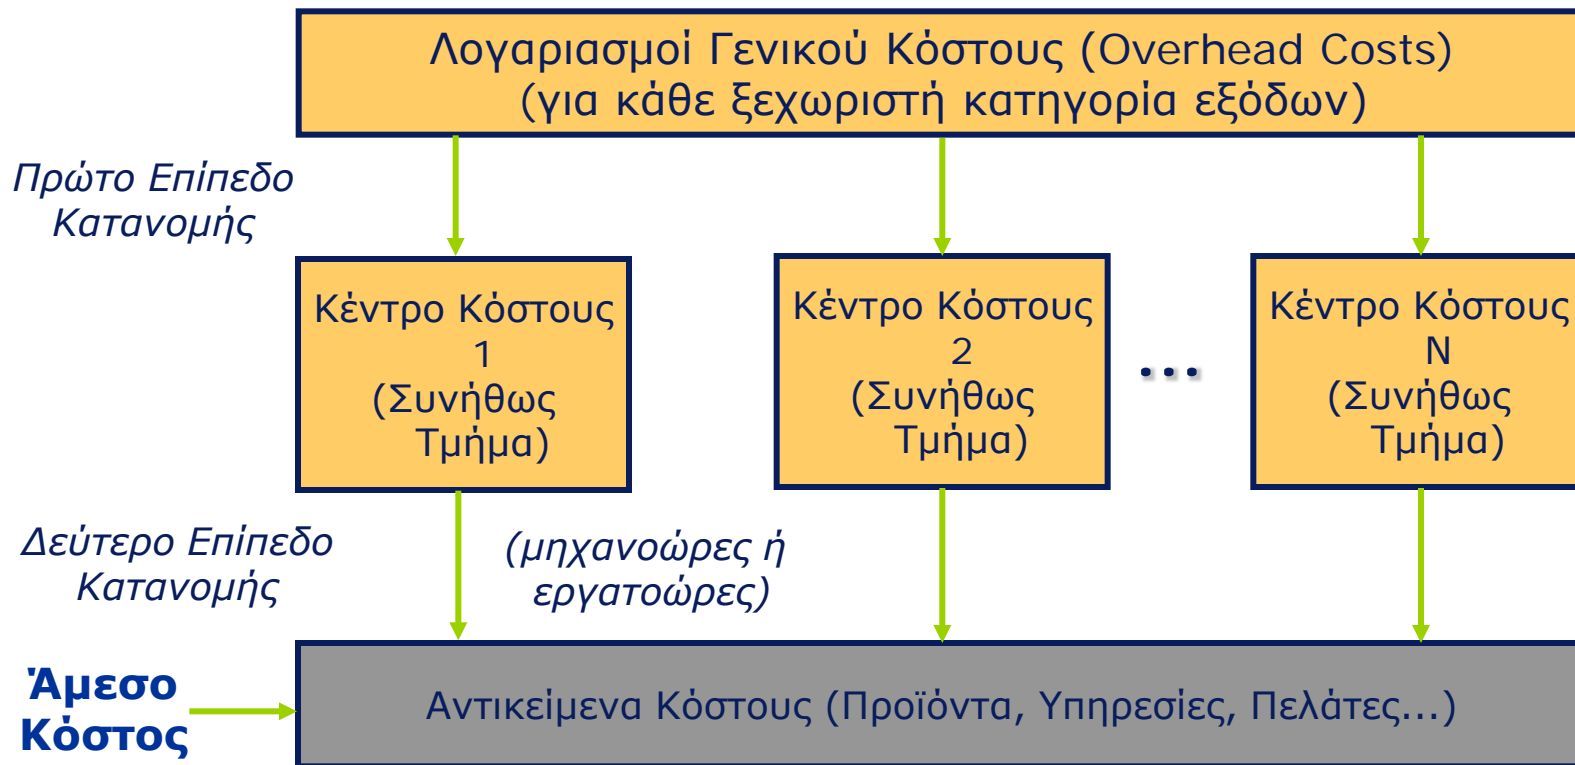 Λογαριασμοί Γενικού Κόστους (Overhead Costs)
(για κάθε ξεχωριστή κατηγορία εξόδων)
Πρώτο Επίπεδο
Κατανομής
Κέντρο Κόστους
1
(Συνήθως
Τμήμα)
Κέντρο Κόστους
2
(Συνήθως
Τμήμα)
...
Κέντρο Κόστους
N
(Συνήθως
Τμήμα)
Δεύτερο Επίπεδο
Κατανομής
(μηχανοώρες ή
εργατοώρες)
Άμεσο
Κόστος
Αντικείμενα Κόστους (Προϊόντα, Υπηρεσίες, Πελάτες...)